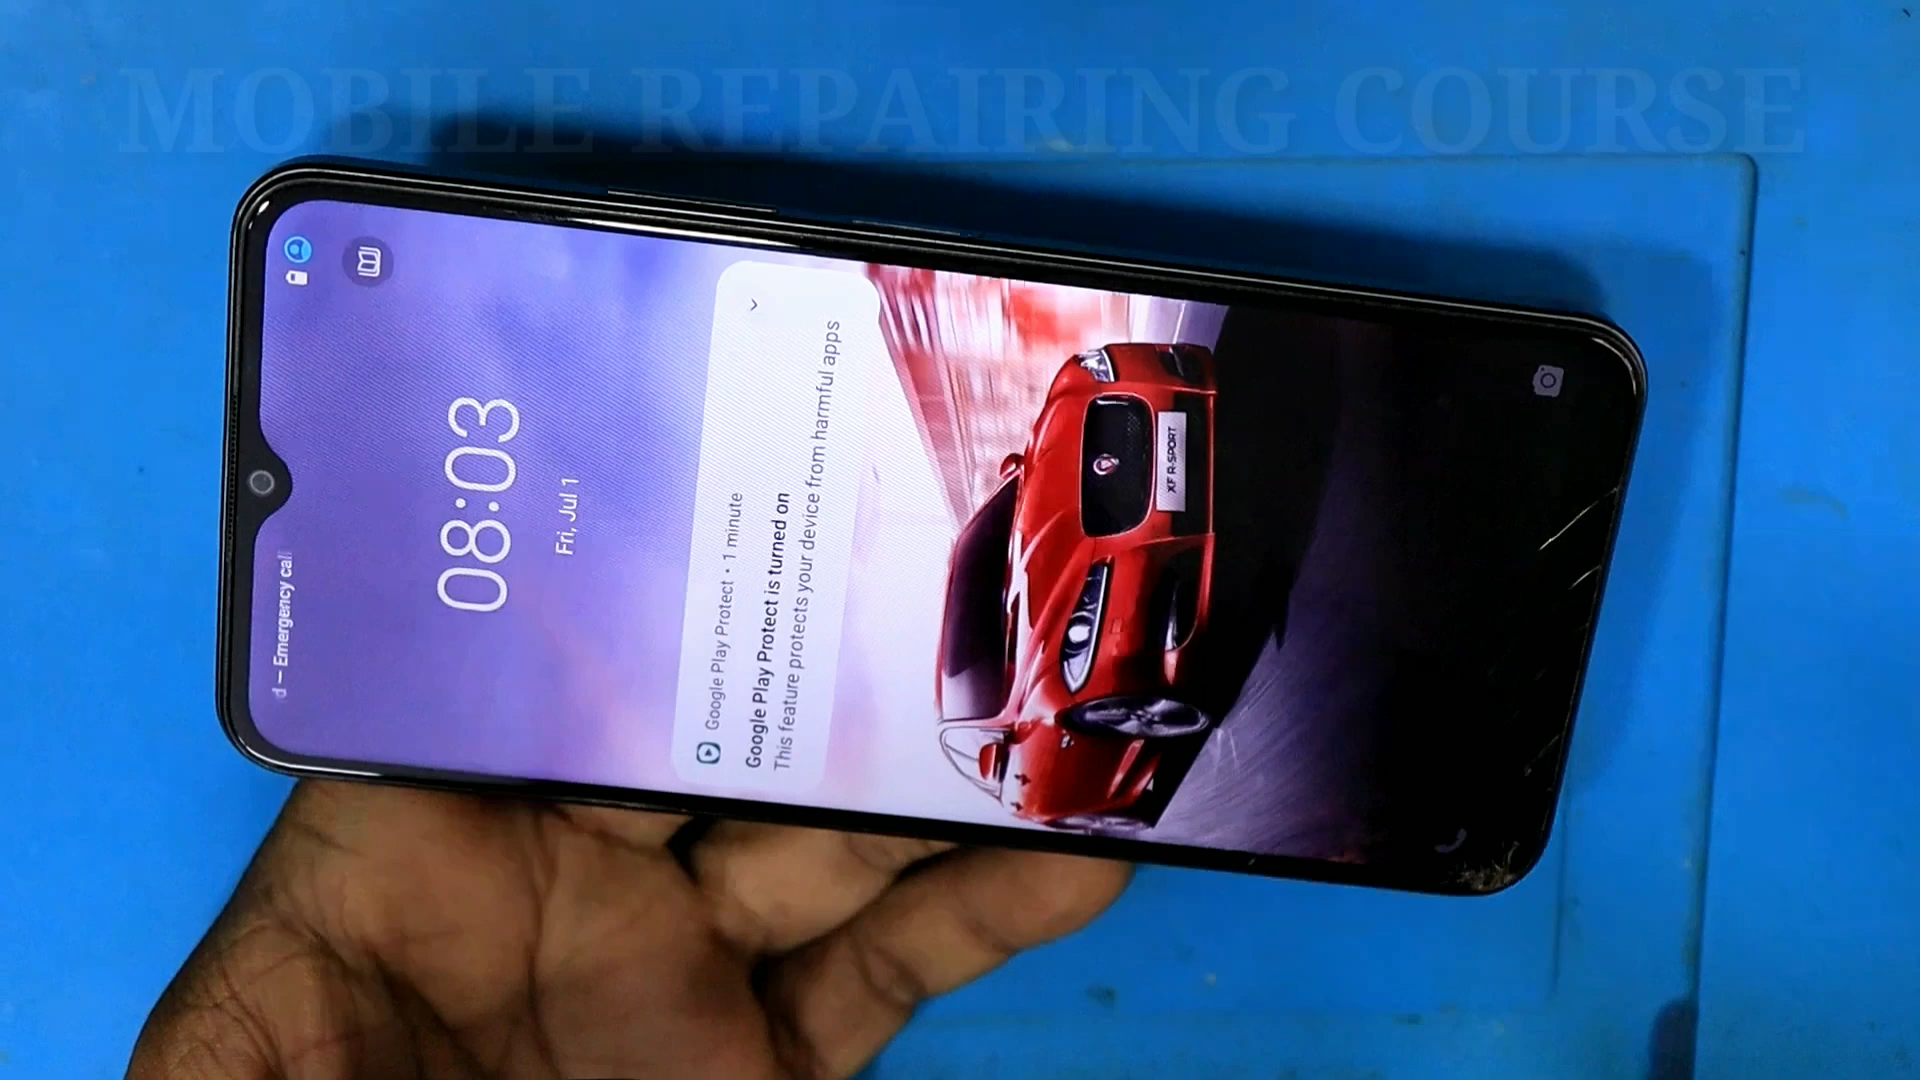 MOBILE REPAIRING COURSE
d – Emergency call
08:03
Fri, Jul 1
Google Play Protect • 1 minute
Google Play Protect is turned on
This feature protects your device from harmful apps
XF R-SPORT